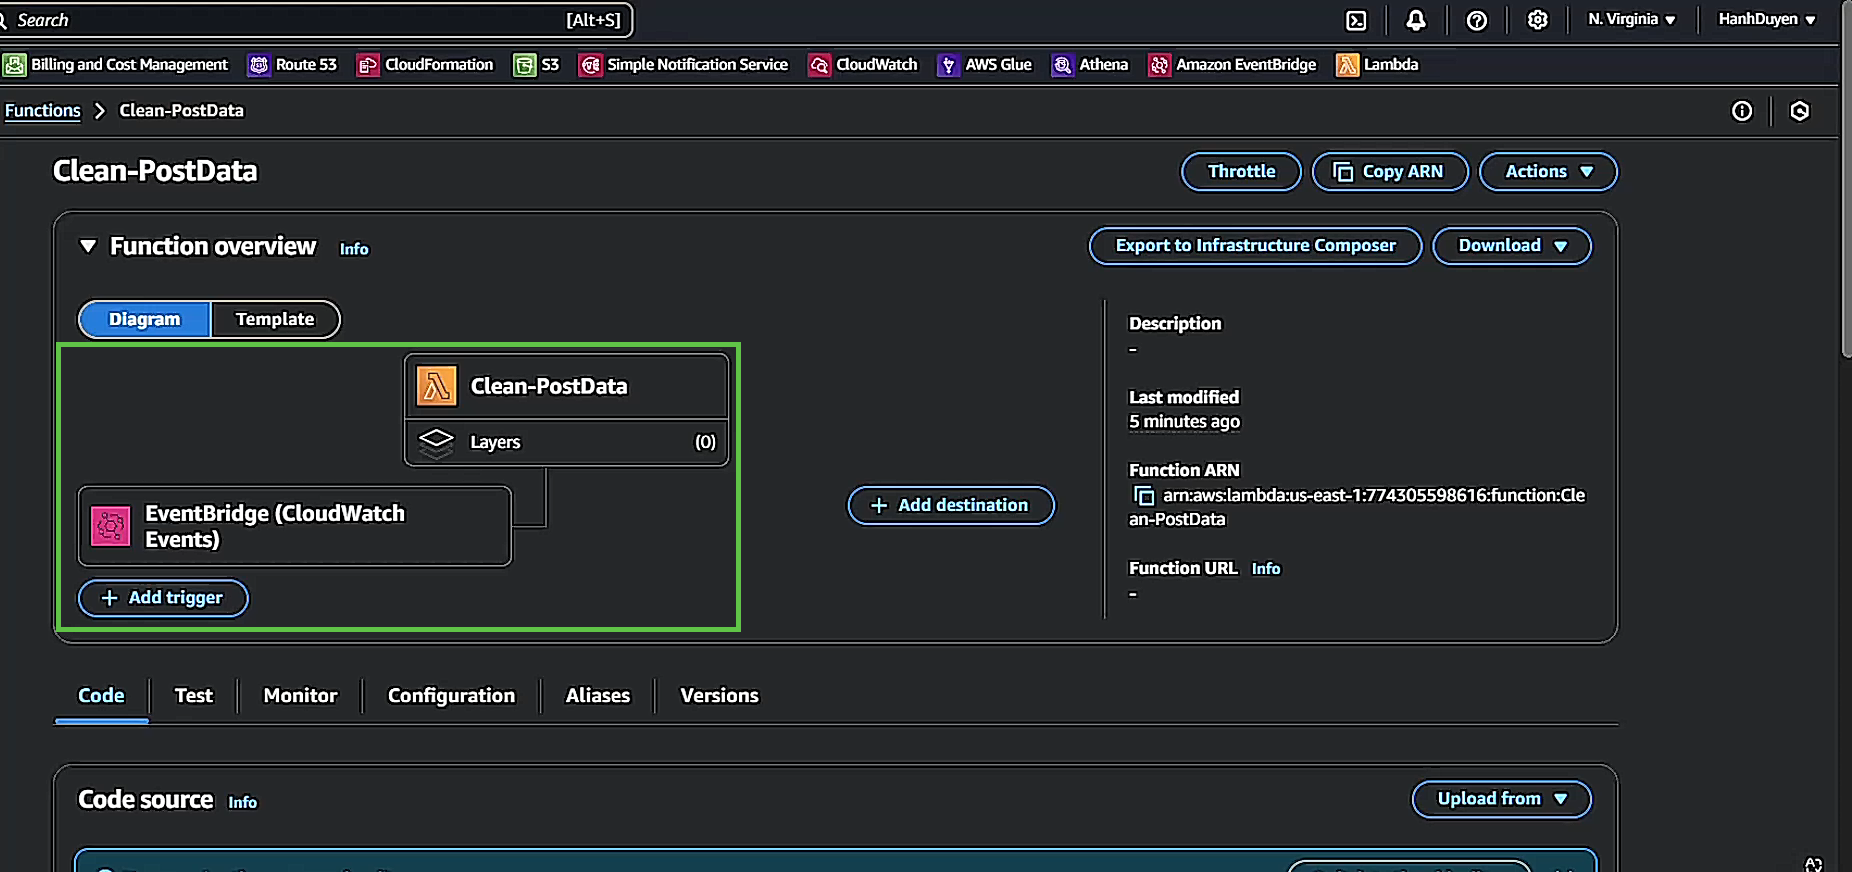 Search [Alt+S] N. Virginia HanhDuyen
Billing and Cost Management Route 53 CloudFormation S3 Simple Notification Service CloudWatch AWS Glue Athena Amazon EventBridge Lambda
Functions Clean-PostData
Clean-PostData Throttle Copy ARN Actions
Function overview Info Export to Infrastructure Composer Download
Diagram Template
Clean-PostData
Layers (0)
EventBridge (CloudWatch
Events)
+ Add trigger
+ Add destination
Description
-
Last modified
5 minutes ago
Function ARN
arn:aws:lambda:us-east-1:774305598616:function:Cle
an-PostData
Function URL Info
-
Code Test Monitor Configuration Aliases Versions
Code source Info Upload from